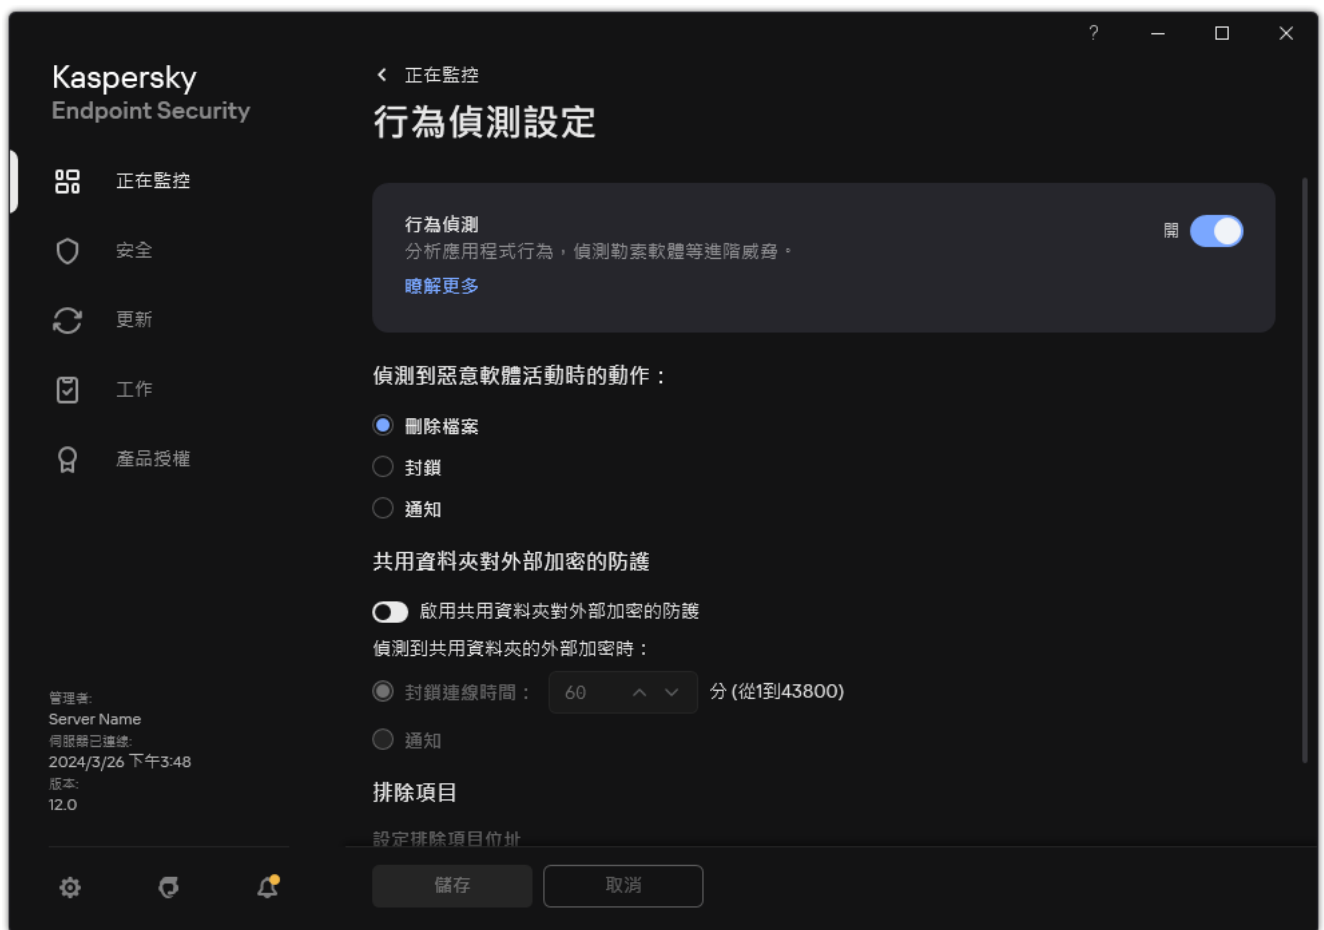 ?
Kaspersky
Endpoint Security
正在監控
安全
更新
工作
產品授權
管理者:
Server Name
伺服器已連線:
2024/3/26 下午3:48
版本:
12.0
正在監控
行為偵測設定
行為偵測
開
分析應用程式行為，偵測勒索軟體等進階威脅。
瞭解更多
偵測到惡意軟體活動時的動作：
刪除檔案
封鎖
通知
共用資料夾對外部加密的防護
啟用共用資料夾對外部加密的防護
偵測到共用資料夾的外部加密時：
封鎖連線時間： 60 分 (從1到43800)
通知
排除項目
設定排除項目位址
儲存
取消